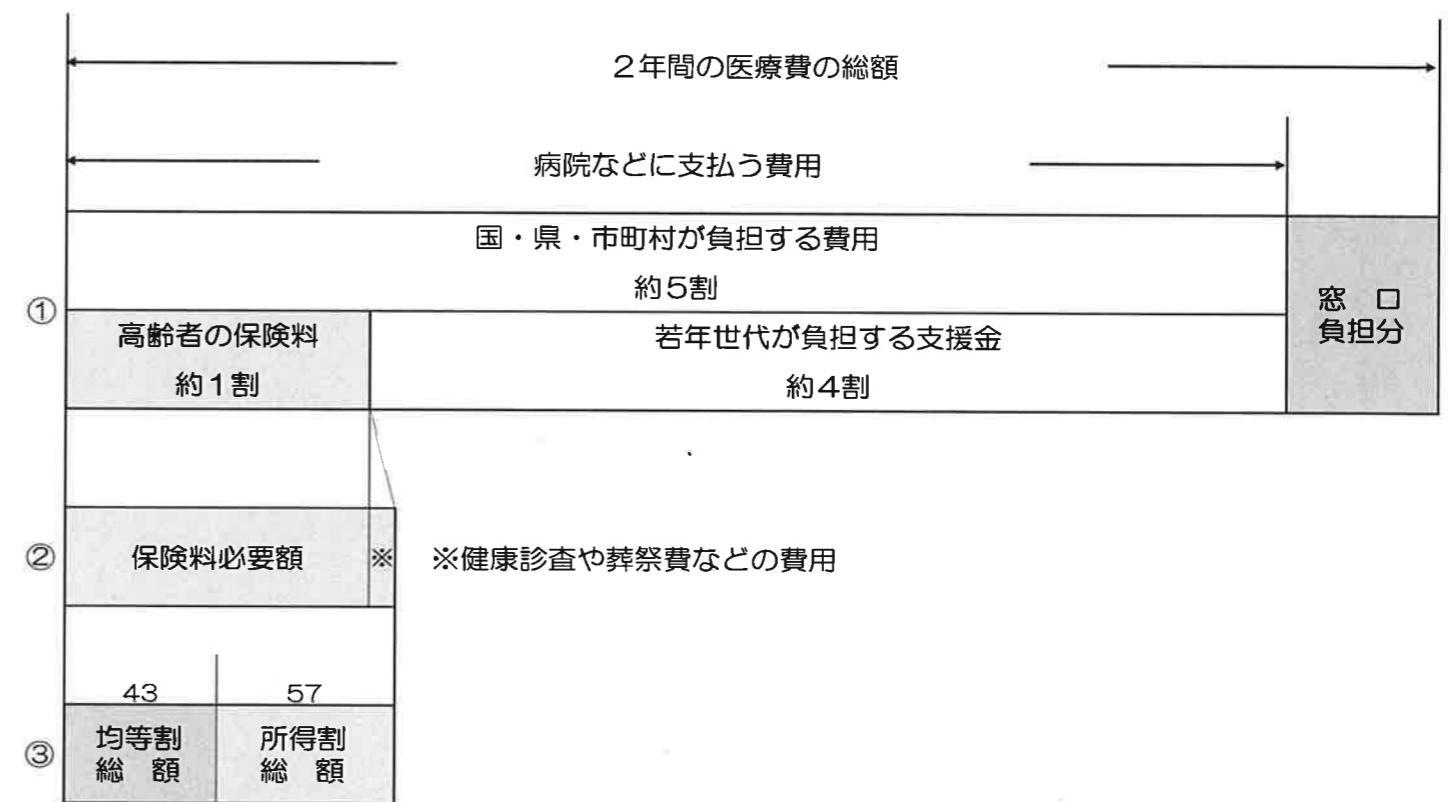 ２年間の医療費の総額
病院などに支払う費用
国・県・市町村が負担する費用
約５割
①
高齢者の保険料
約１割
若年世代が負担する支援金
約４割
窓　口
負担分
②
保険料必要額
※
※健康診査や葬祭費などの費用
43
57
③
均等割
総　額
所得割
総　額